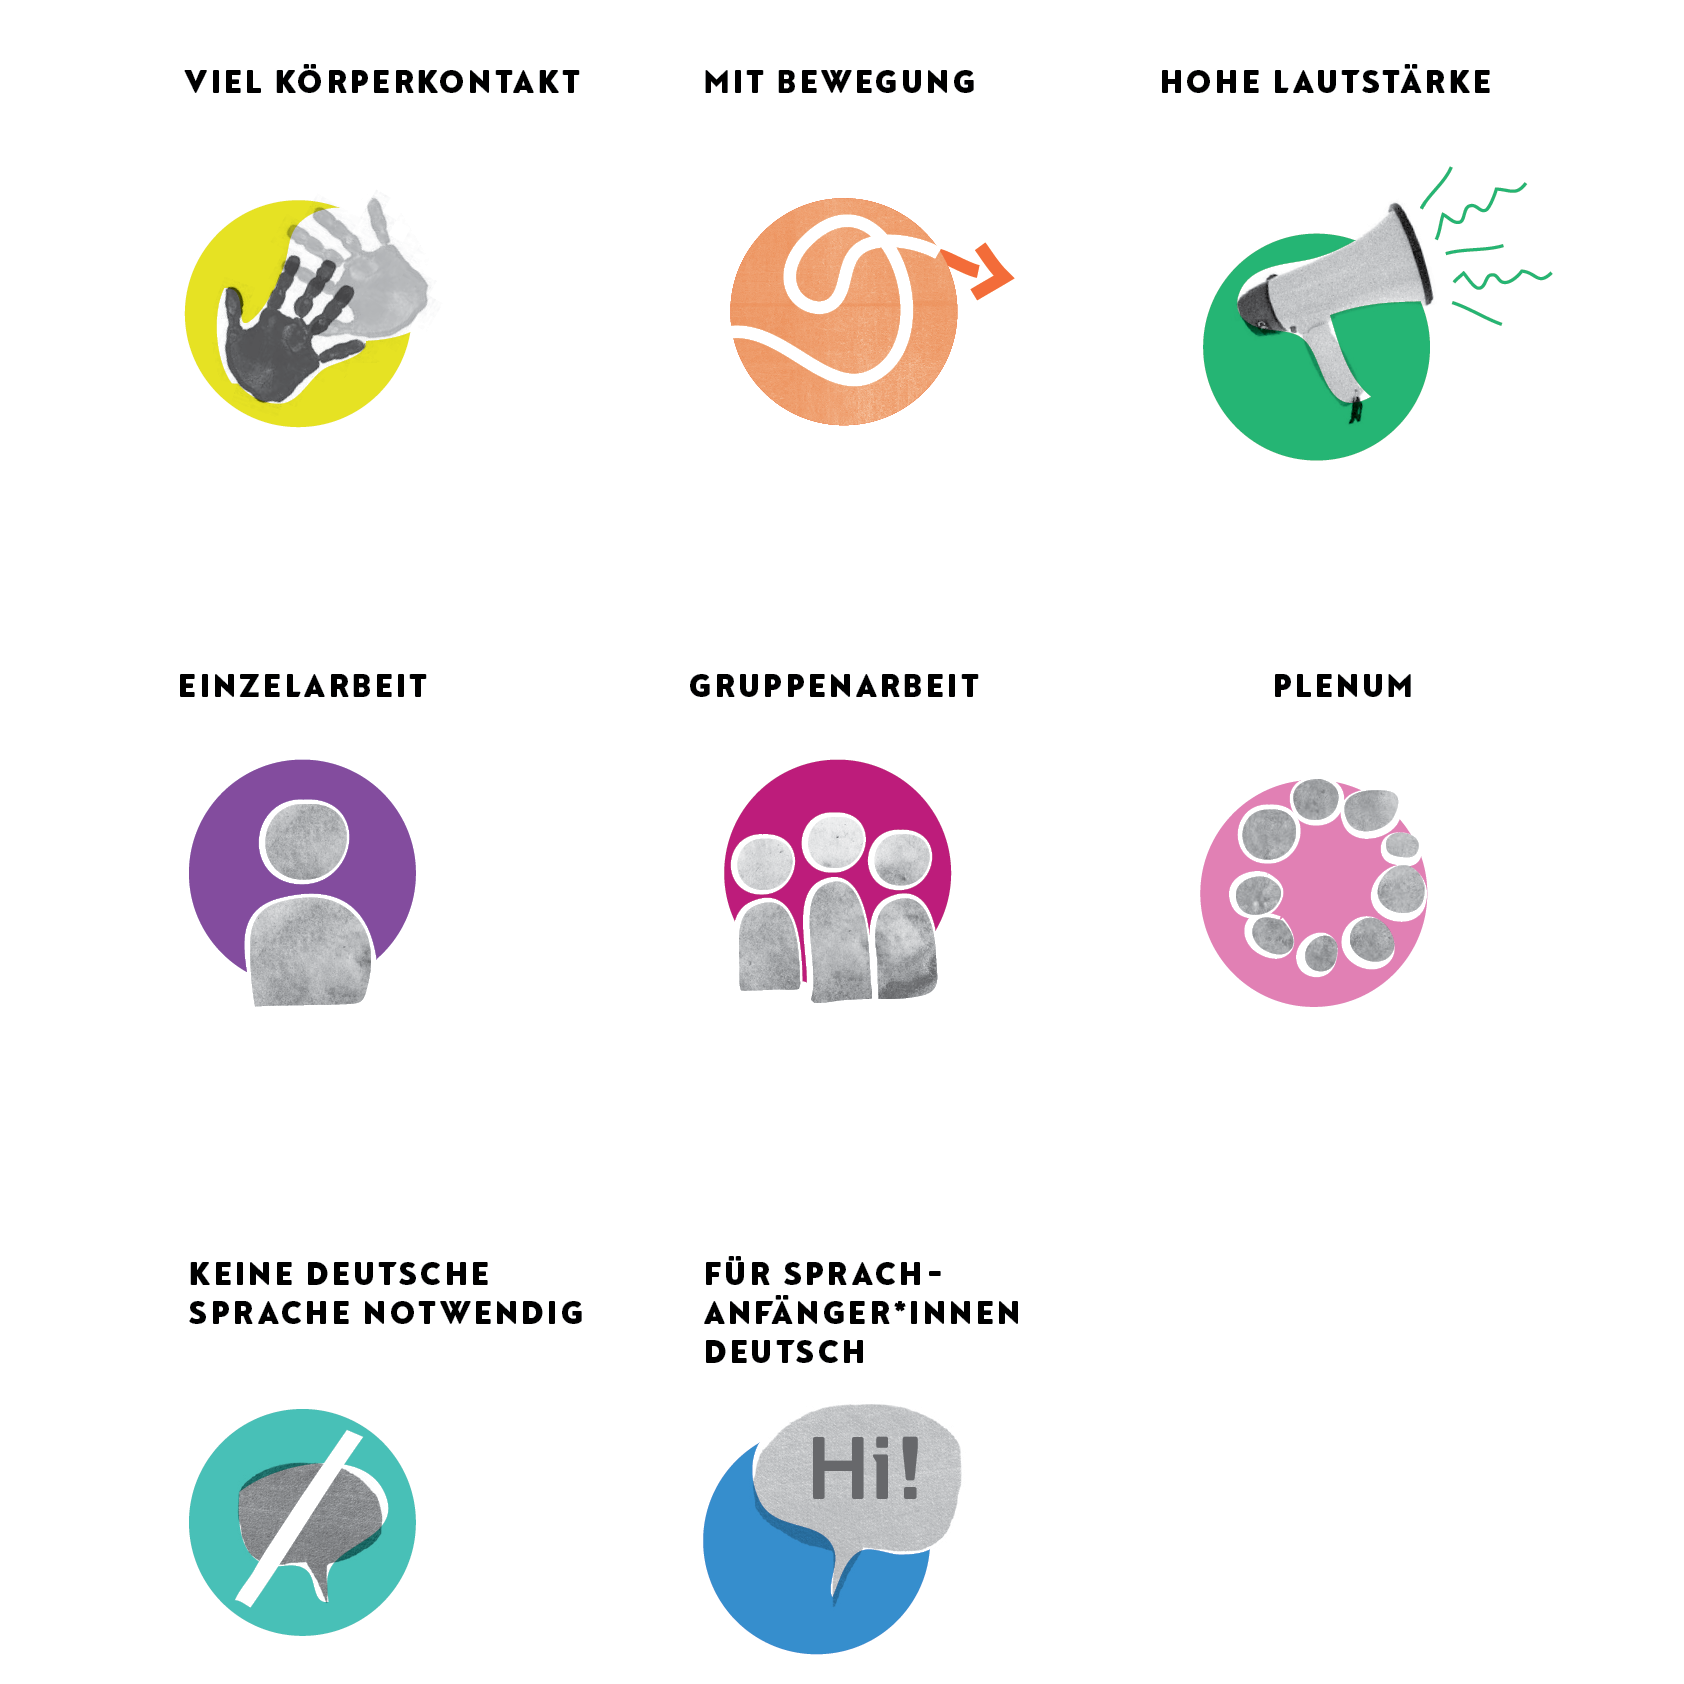 VIEL KÖRPERKONTAKT
MIT BEWEGUNG
HOHE LAUTSTÄRKE
EINZELARBEIT
GRUPPENARBEIT
PLENUM
KEINE DEUTSCHE
SPRACHE NOTWENDIG
FÜR SPRACH-
ANFÄNGER*INNEN
DEUTSCH
Hi!